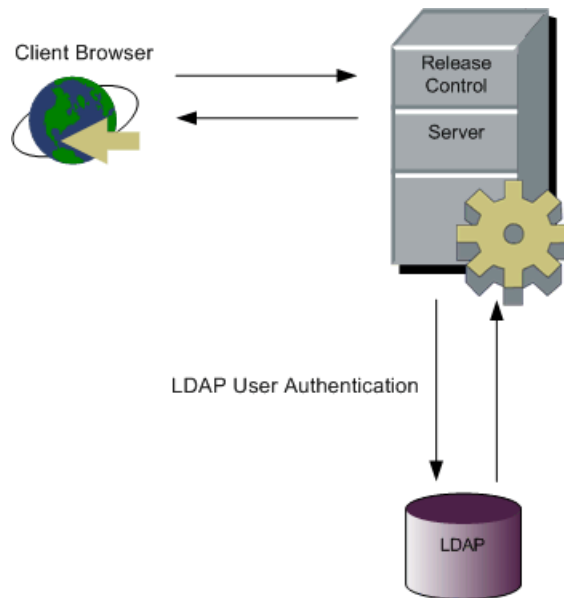 Client Browser
Release
Control
Server
LDAP User Authentication
LDAP